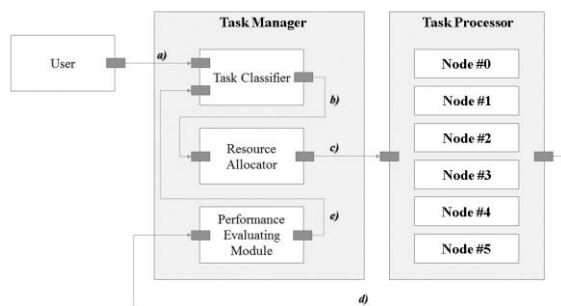 Task Manager
Task Processor
a)
User
Task Classifier
b)
Resource
Allocator
c)
e)
Performance
Evaluating
Module
Node #0
Node #1
Node #2
Node #3
Node #4
Node #5
d)